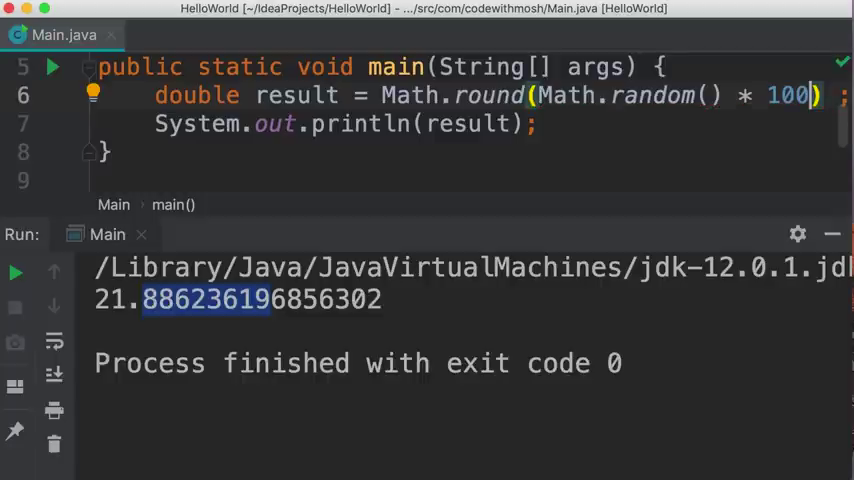 HelloWorld [~/IdeaProjects/HelloWorld] - .../src/com/codewithmosh/Main.java [HelloWorld]
Main.java
5 public static void main(String[] args) {
6 double result = Math.round(Math.random() * 100) ;
7 System.out.println(result);
8 }
9
Main main()
Run: Main
/Library/Java/JavaVirtualMachines/jdk-12.0.1.jd
21.886236196856302
Process finished with exit code 0